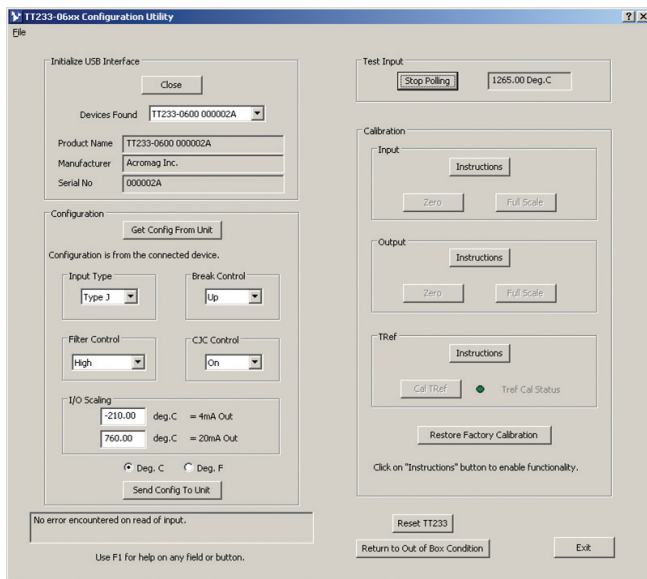 TT233-06xx Configuration Utility
File
Initialize USB Interface
Close
Devices Found TT233-0600 000002A
Product Name TT233-0600 000002A
Manufacturer Acromag Inc.
Serial No 000002A
Configuration
Get Config From Unit
Configuration is from the connected device.
Input Type
Type J
Break Control
Up
Filter Control
High
CJC Control
On
I/O Scaling
-210.00 deg.C = 4mA Out
760.00 deg.C = 20mA Out
Deg. C Deg. F
Send Config To Unit
No error encountered on read of input.
Use F1 for help on any field or button.
Test Input
Stop Polling 1265.00 Deg.C
Calibration
Input
Instructions
Zero Full Scale
Output
Instructions
Zero Full Scale
TRef
Instructions
Cal TRef Tref Cal Status
Restore Factory Calibration
Click on "Instructions" button to enable functionality.
Reset TT233
Return to Out of Box Condition
Exit